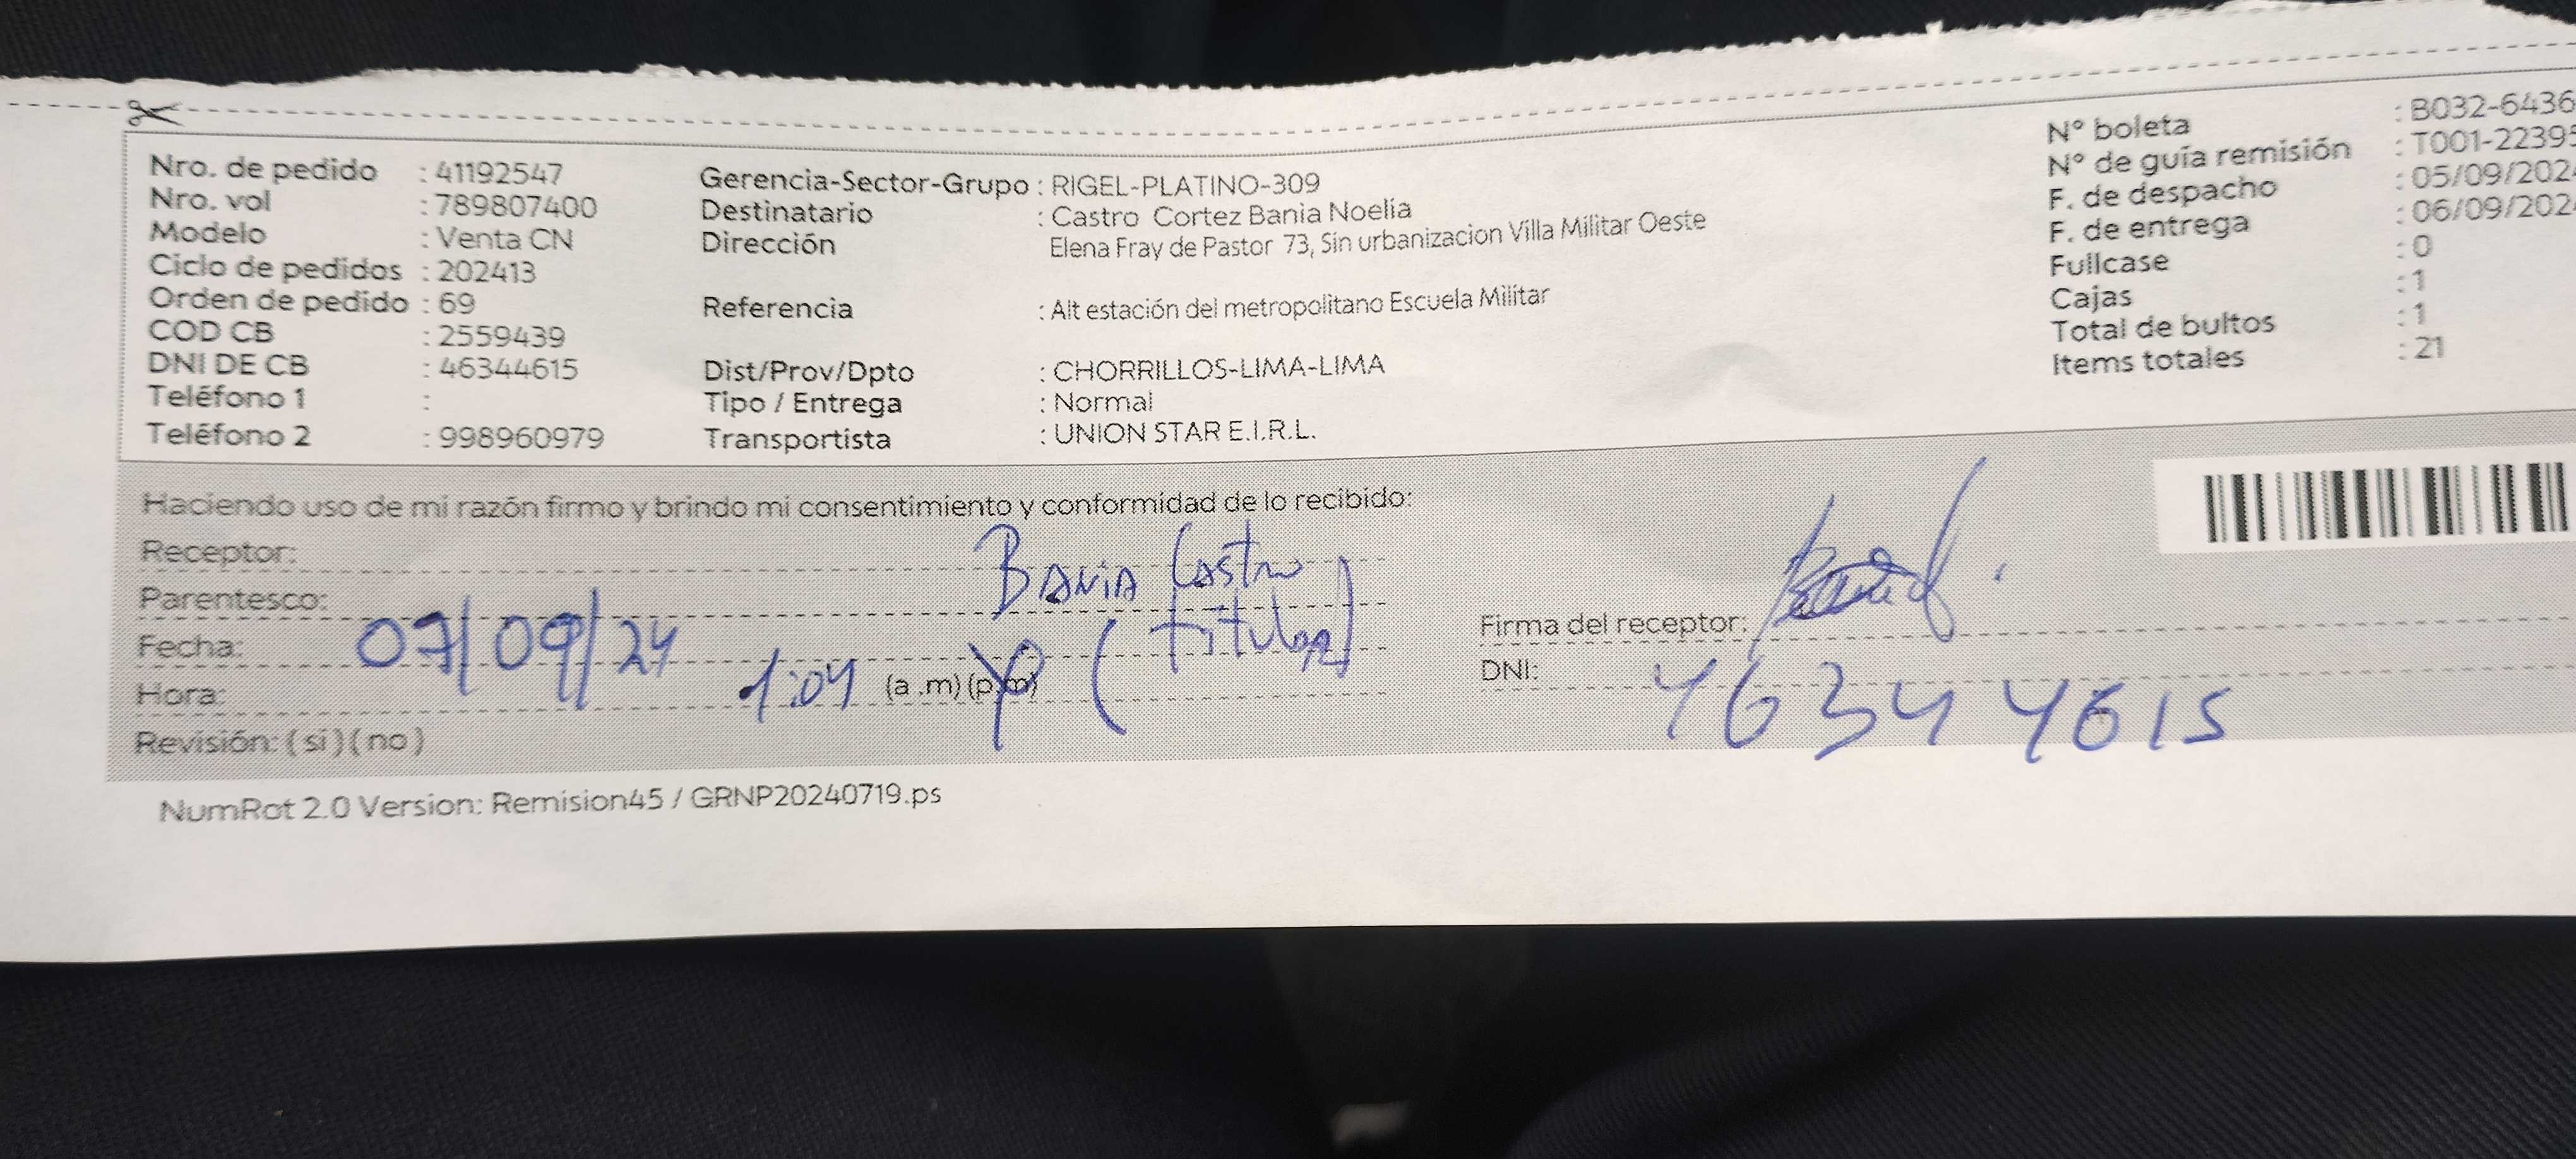 Nro. de pedido : 41192547
Nro. vol : 789807400
Modelo : Venta CN
Ciclo de pedidos : 202413
Orden de pedido : 69
COD CB : 2559439
DNI DE CB : 46344615
Teléfono 1 :
Teléfono 2 : 998960979
Gerencia-Sector-Grupo : RIGEL-PLATINO-309
Destinatario : Castro Cortez Bania Noelia
Dirección Elena Fray de Pastor 73, Sin urbanizacion Villa Militar Oeste
Referencia : Alt estación del metropolitano Escuela Militar
Dist/Prov/Dpto : CHORRILLOS-LIMA-LIMA
Tipo / Entrega : Normal
Transportista : UNION STAR E.I.R.L.
N° boleta : B032-6436
N° de guía remisión : T001-22395
F. de despacho : 05/09/202
F. de entrega : 06/09/202
Fullcase : 0
Cajas : 1
Total de bultos : 1
Items totales : 21
Haciendo uso de mi razón firmo y brindo mi consentimiento y conformidad de lo recibido:
Receptor: Bania Castro
Parentesco: Yo (titular)
Fecha: 07/09/24
Hora: 1:04 (a .m) (p.m)
Revisión: ( si ) ( no )
Firma del receptor:
DNI: 46344615
NumRot 2.0 Version: Remision45 / GRNP20240719.ps